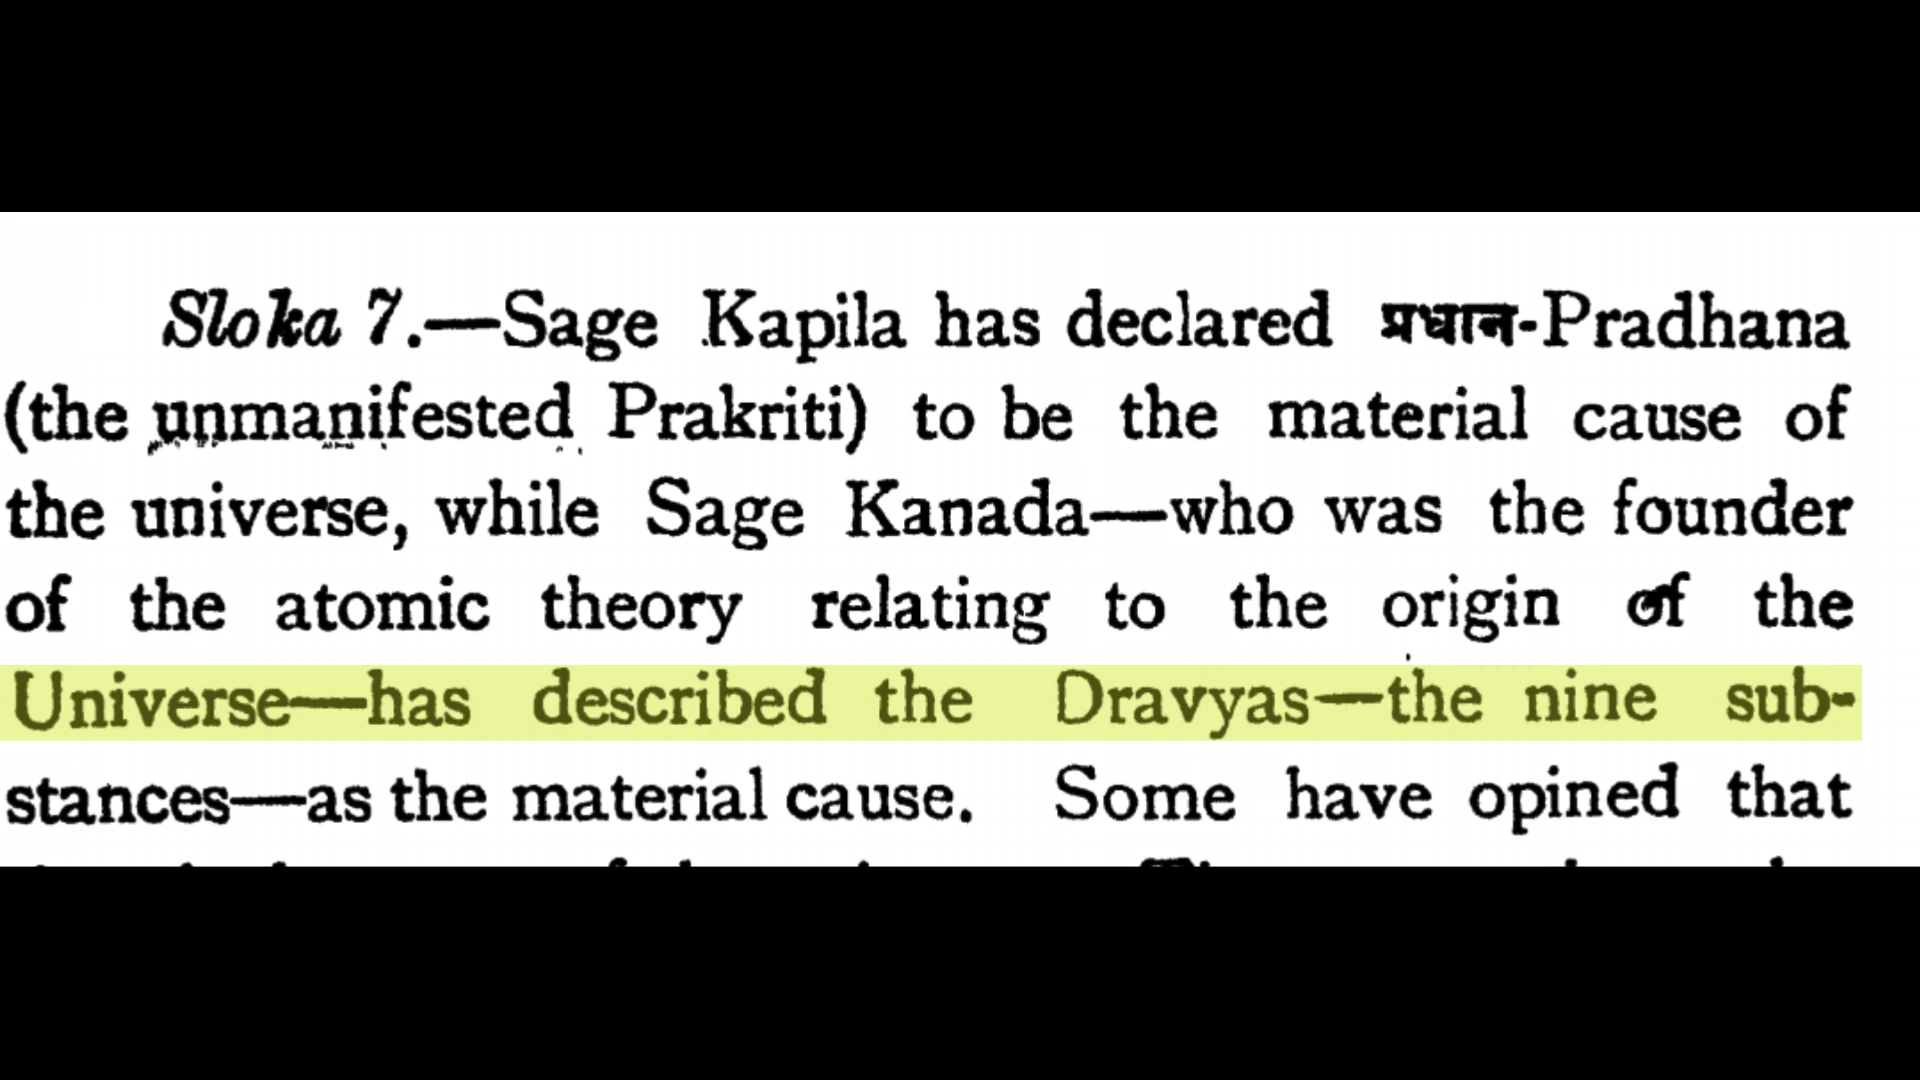 Sloka 7.—Sage Kapila has declared प्रधान-Pradhana
(the unmanifested Prakriti) to be the material cause of
the universe, while Sage Kanada—who was the founder
of the atomic theory relating to the origin of the
Universe—has described the Dravyas—the nine sub-
stances—as the material cause. Some have opined that